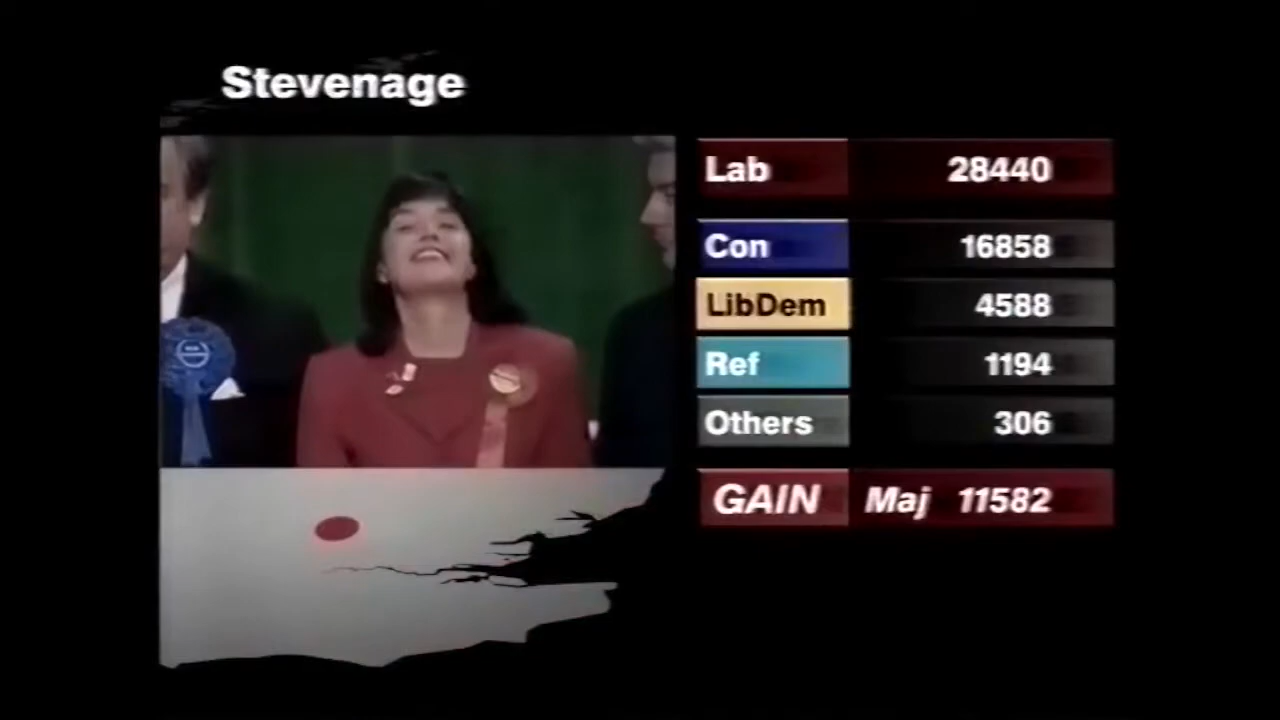 Stevenage
Lab 28440
Con 16858
LibDem 4588
Ref 1194
Others 306
GAIN Maj 11582